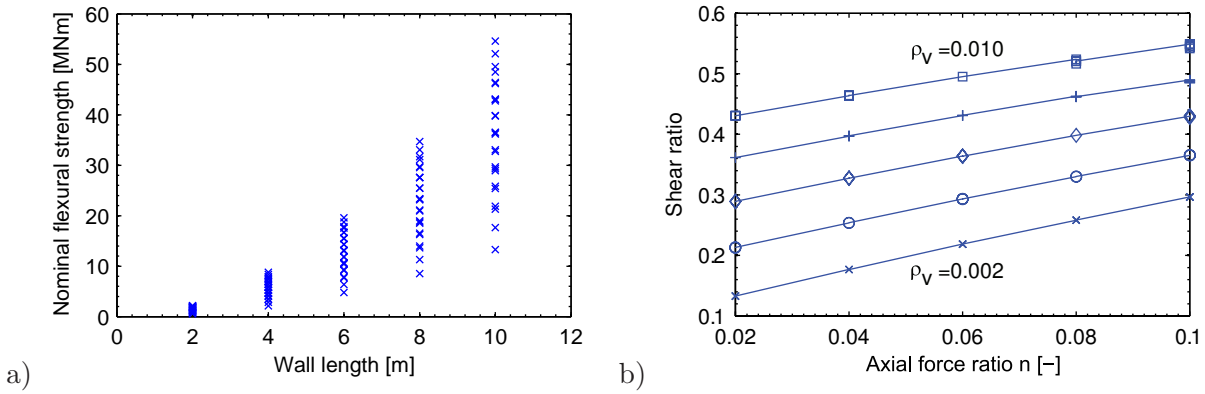 60
50
40
30
20
10
0
0 2 4 6 8 10 12
Nominal flexural strength [MNm]
Wall length [m]
a)
0.6
0.5
0.4
0.3
0.2
0.1
0.02 0.04 0.06 0.08 0.1
Shear ratio
ρv =0.010
ρv =0.002
Axial force ratio n [−]
b)